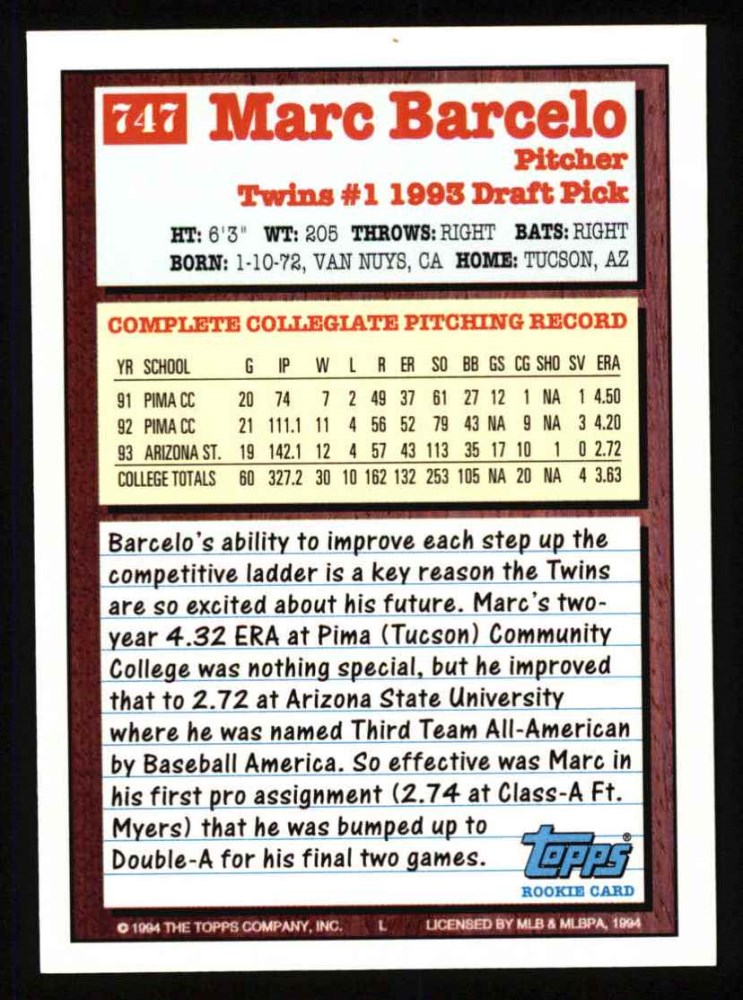 747 Marc Barcelo
Pitcher
Twins #1 1993 Draft Pick
HT: 6'3" WT: 205 THROWS: RIGHT BATS: RIGHT
BORN: 1-10-72, VAN NUYS, CA HOME: TUCSON, AZ
COMPLETE COLLEGIATE PITCHING RECORD
YR SCHOOL G IP W L R ER SO BB GS CG SHO SV ERA
91 PIMA CC 20 74 7 2 49 37 61 27 12 1 NA 1 4.50
92 PIMA CC 21 111.1 11 4 56 52 79 43 NA 9 NA 3 4.20
93 ARIZONA ST. 19 142.1 12 4 57 43 113 35 17 10 1 0 2.72
COLLEGE TOTALS 60 327.2 30 10 162 132 253 105 NA 20 NA 4 3.63
Barcelo's ability to improve each step up the
competitive ladder is a key reason the Twins
are so excited about his future. Marc's two-
year 4.32 ERA at Pima (Tucson) Community
College was nothing special, but he improved
that to 2.72 at Arizona State University
where he was named Third Team All-American
by Baseball America. So effective was Marc in
his first pro assignment (2.74 at Class-A Ft.
Myers) that he was bumped up to
Double-A for his final two games.
Topps®
ROOKIE CARD
© 1994 THE TOPPS COMPANY, INC. L LICENSED BY MLB & MLBPA, 1994